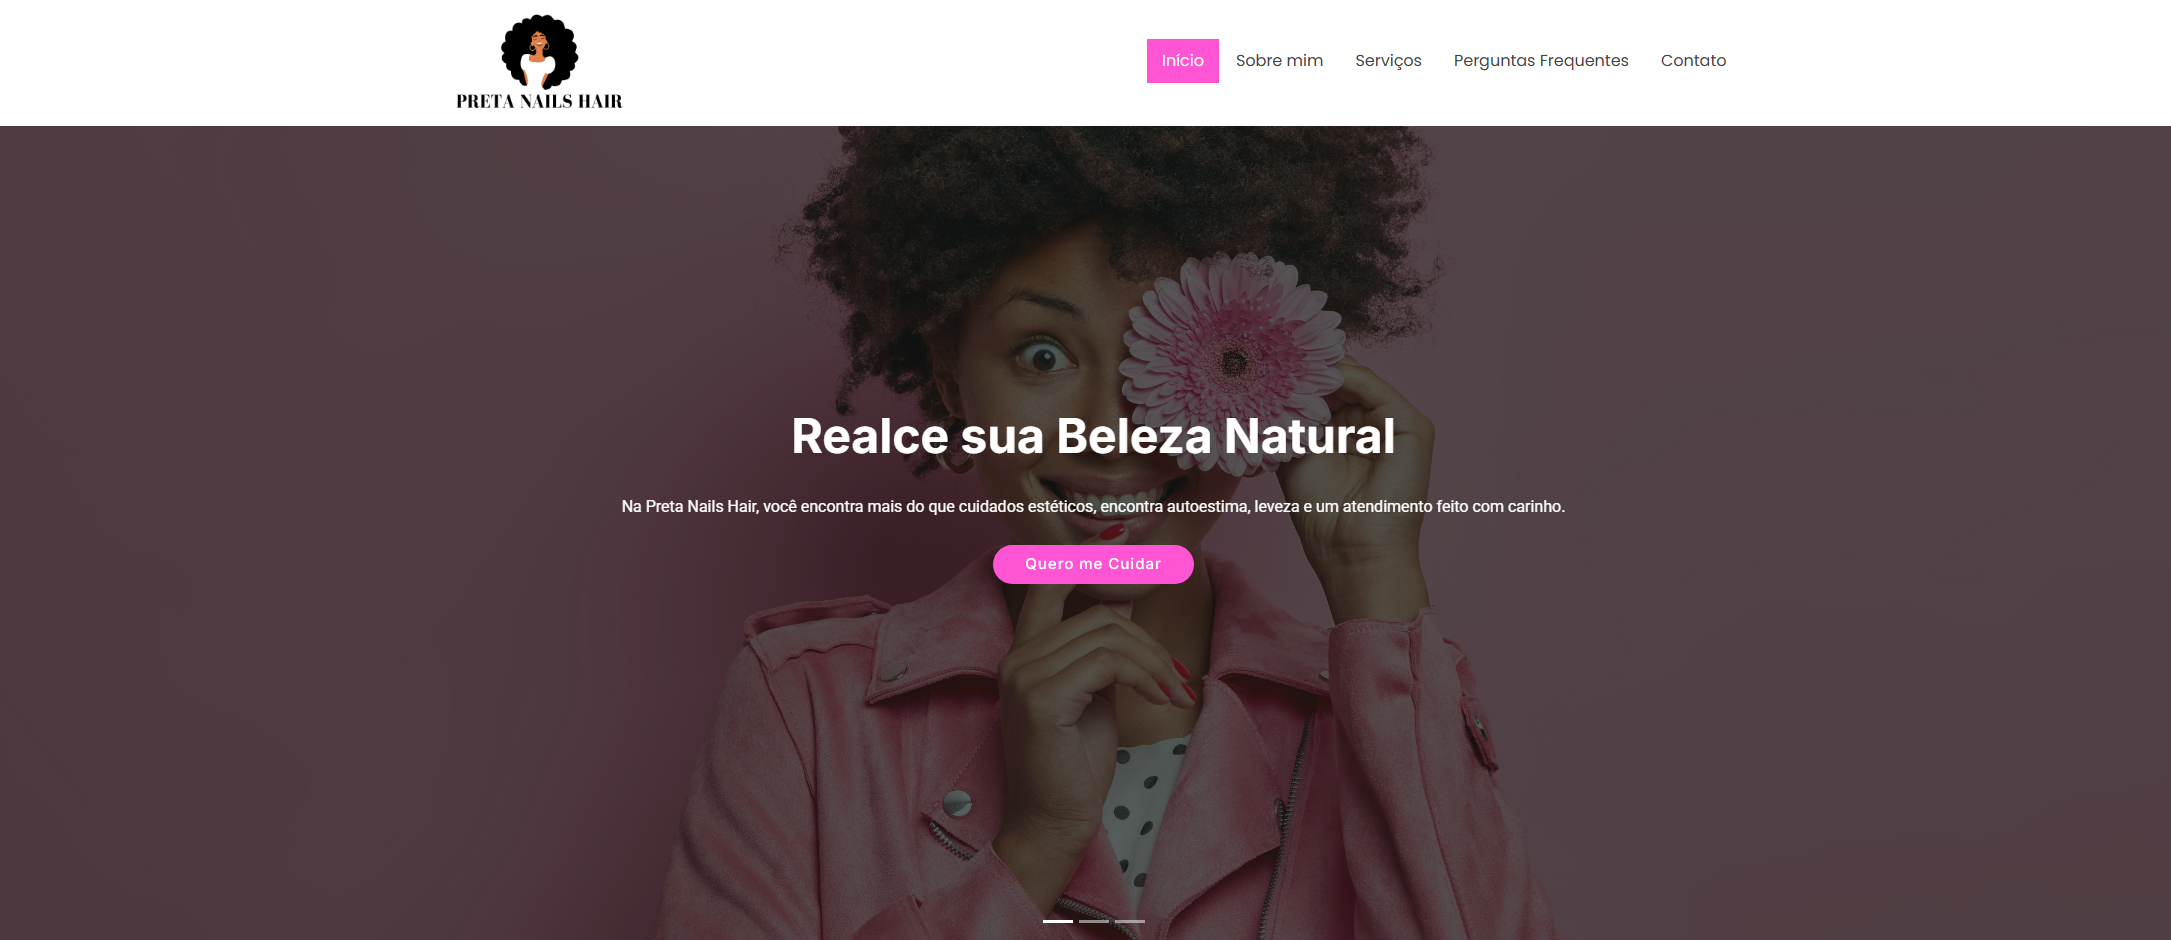 PRETA NAILS HAIR
Início Sobre mim Serviços Perguntas Frequentes Contato
Realce sua Beleza Natural
Na Preta Nails Hair, você encontra mais do que cuidados estéticos, encontra autoestima, leveza e um atendimento feito com carinho.
Quero me Cuidar